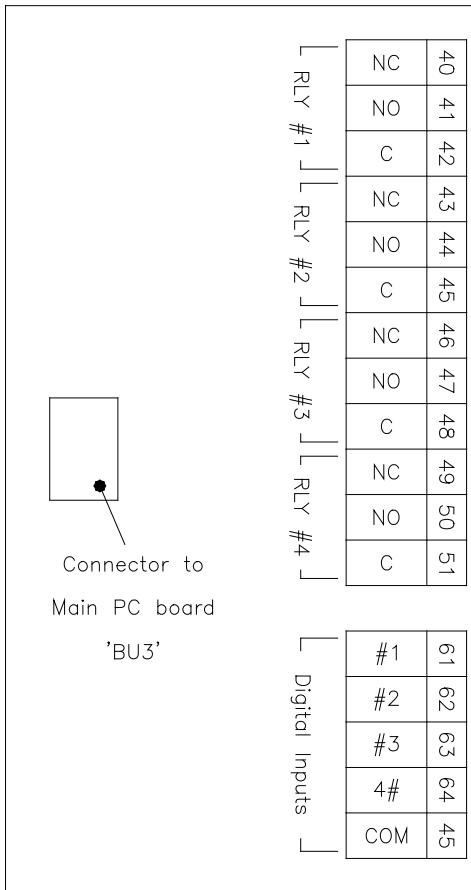 RLY #1
NC 40
NO 41
C 42
RLY #2
NC 43
NO 44
C 45
RLY #3
NC 46
NO 47
C 48
RLY #4
NC 49
NO 50
C 51
Connector to
Main PC board
'BU3'
Digital Inputs
#1 61
#2 62
#3 63
4# 64
COM 45